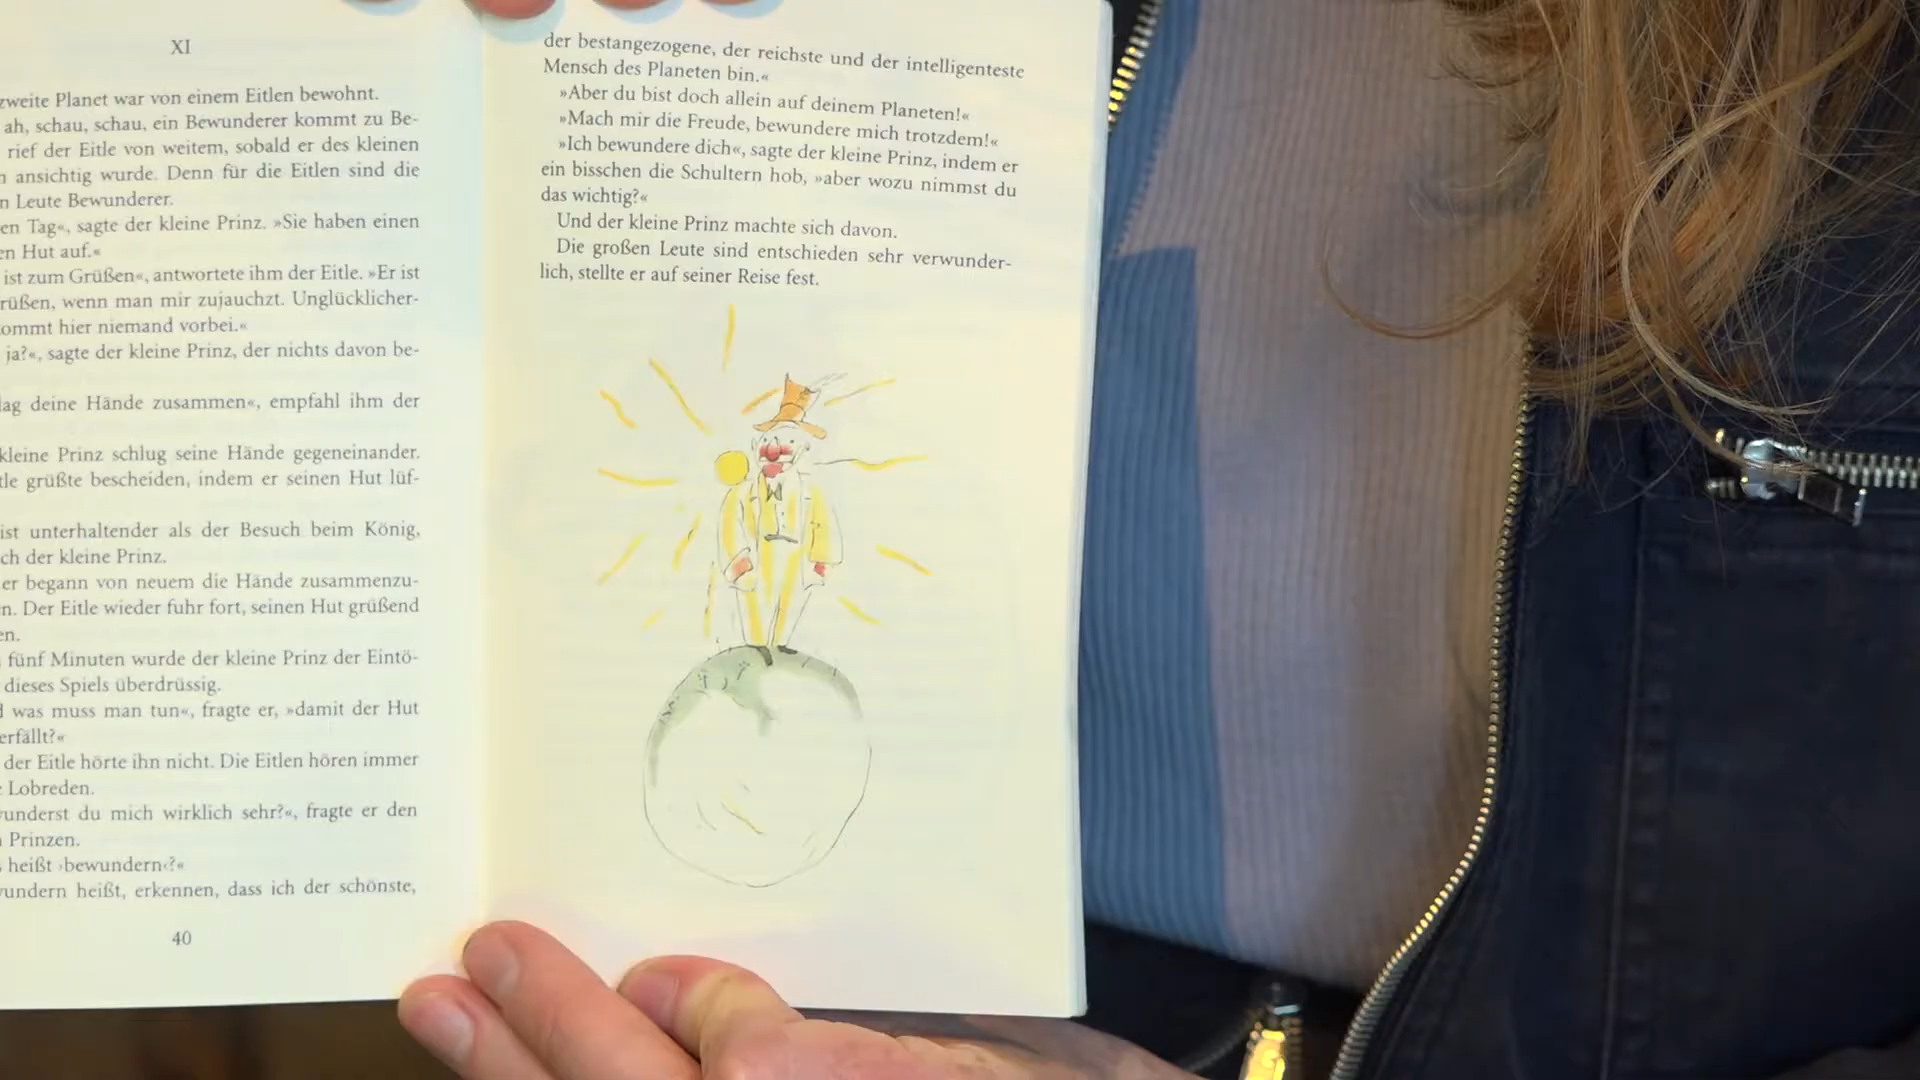 XI
zweite Planet war von einem Eitlen bewohnt.
ah, schau, schau, ein Bewunderer kommt zu Be-
rief der Eitle von weitem, sobald er des kleinen
ansichtig wurde. Denn für die Eitlen sind die
Leute Bewunderer.
Tag«, sagte der kleine Prinz. »Sie haben einen
Hut auf.«
ist zum Grüßen«, antwortete ihm der Eitle. »Er ist
wenn man mir zujauchzt. Unglücklicher-
hier niemand vorbei.«
ja?«, sagte der kleine Prinz, der nichts davon be-
deine Hände zusammen«, empfahl ihm der
kleine Prinz schlug seine Hände gegeneinander.
grüßte bescheiden, indem er seinen Hut lüf-
ist unterhaltender als der Besuch beim König,
der kleine Prinz.
er begann von neuem die Hände zusammenzu-
Der Eitle wieder fuhr fort, seinen Hut grüßend
fünf Minuten wurde der kleine Prinz der Eintö-
dieses Spiels überdrüssig.
was muss man tun«, fragte er, »damit der Hut
der Eitle hörte ihn nicht. Die Eitlen hören immer
Lobreden.
du mich wirklich sehr?«, fragte er den
Prinzen.
heißt ›bewundern‹?«
heißt, erkennen, dass ich der schönste,
40
der bestangezogene, der reichste und der intelligenteste
Mensch des Planeten bin.«
»Aber du bist doch allein auf deinem Planeten!«
»Mach mir die Freude, bewundere mich trotzdem!«
»Ich bewundere dich«, sagte der kleine Prinz, indem er
ein bisschen die Schultern hob, »aber wozu nimmst du
das wichtig?«
Und der kleine Prinz machte sich davon.
Die großen Leute sind entschieden sehr verwunder-
lich, stellte er auf seiner Reise fest.